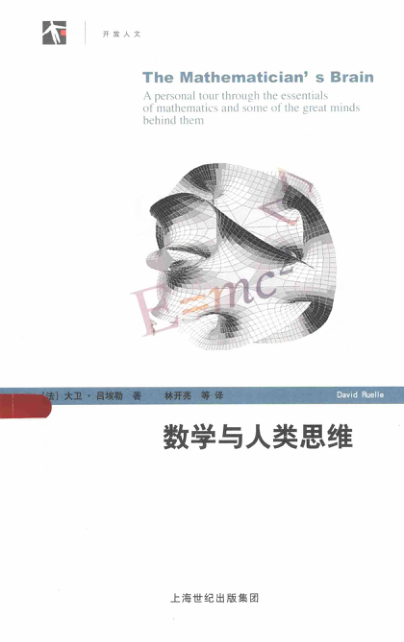 开放人文
The Mathematician' s Brain
A personal tour through the essentials
of mathematics and some of the great minds
behind them
E=mc²
[法] 大卫·吕埃勒 著 林开亮 等 译 David Ruelle
数学与人类思维
上海世纪出版集团